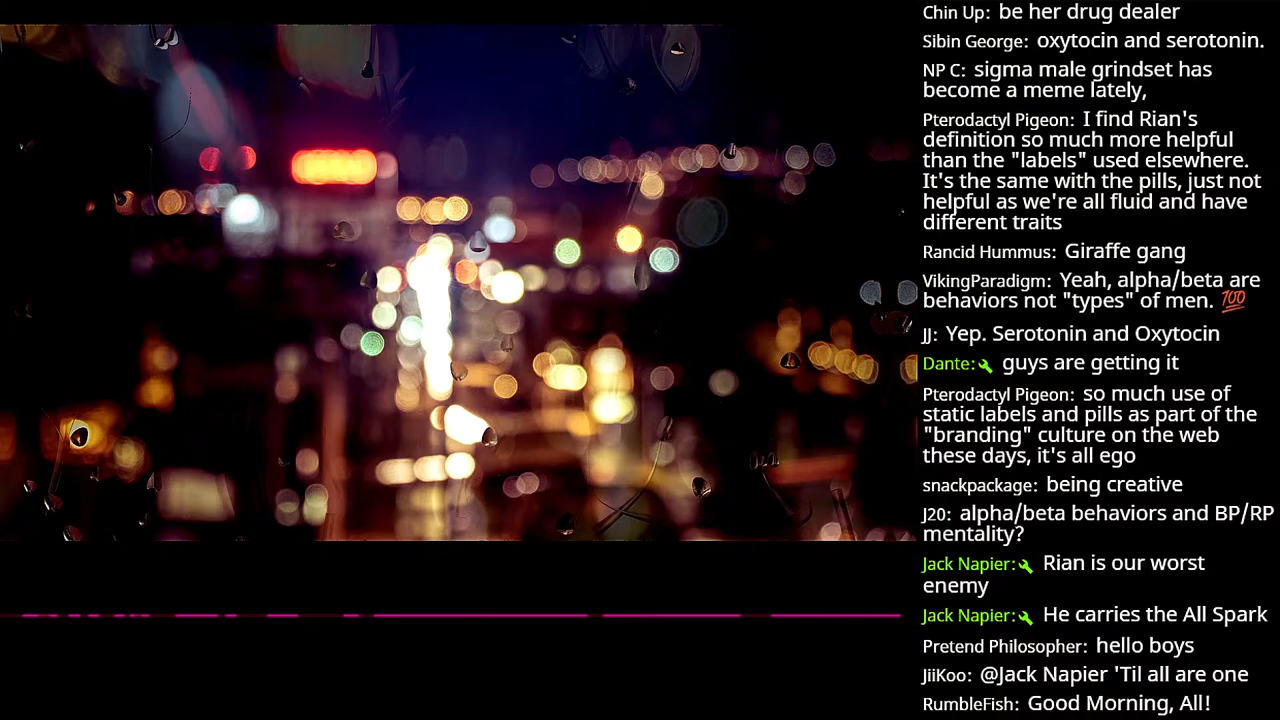 Chin Up: be her drug dealer
Sibin George: oxytocin and serotonin.
NP C: sigma male grindset has
become a meme lately,
Pterodactyl Pigeon: I find Rian's
definition so much more helpful
than the "labels" used elsewhere.
It's the same with the pills, just not
helpful as we're all fluid and have
different traits
Rancid Hummus: Giraffe gang
VikingParadigm: Yeah, alpha/beta are
behaviors not "types" of men. 💯
JJ: Yep. Serotonin and Oxytocin
Dante: guys are getting it
Pterodactyl Pigeon: so much use of
static labels and pills as part of the
"branding" culture on the web
these days, it's all ego
snackpackage: being creative
J20: alpha/beta behaviors and BP/RP
mentality?
Jack Napier: Rian is our worst
enemy
Jack Napier: He carries the All Spark
Pretend Philosopher: hello boys
JiiKoo: @Jack Napier 'Til all are one
RumbleFish: Good Morning, All!